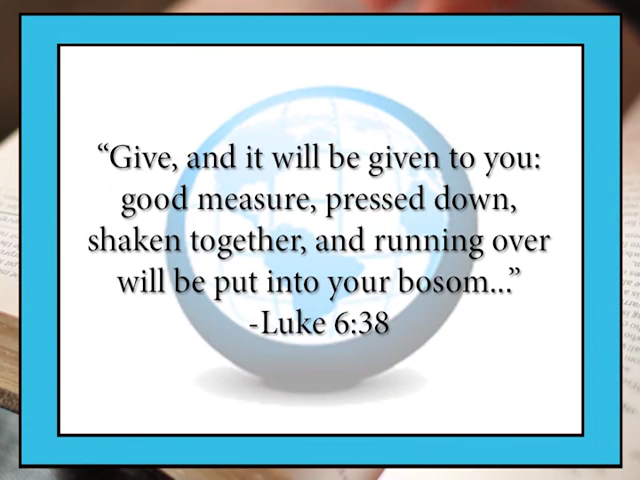 “Give, and it will be given to you:
good measure, pressed down,
shaken together, and running over
will be put into your bosom...”
-Luke 6:38